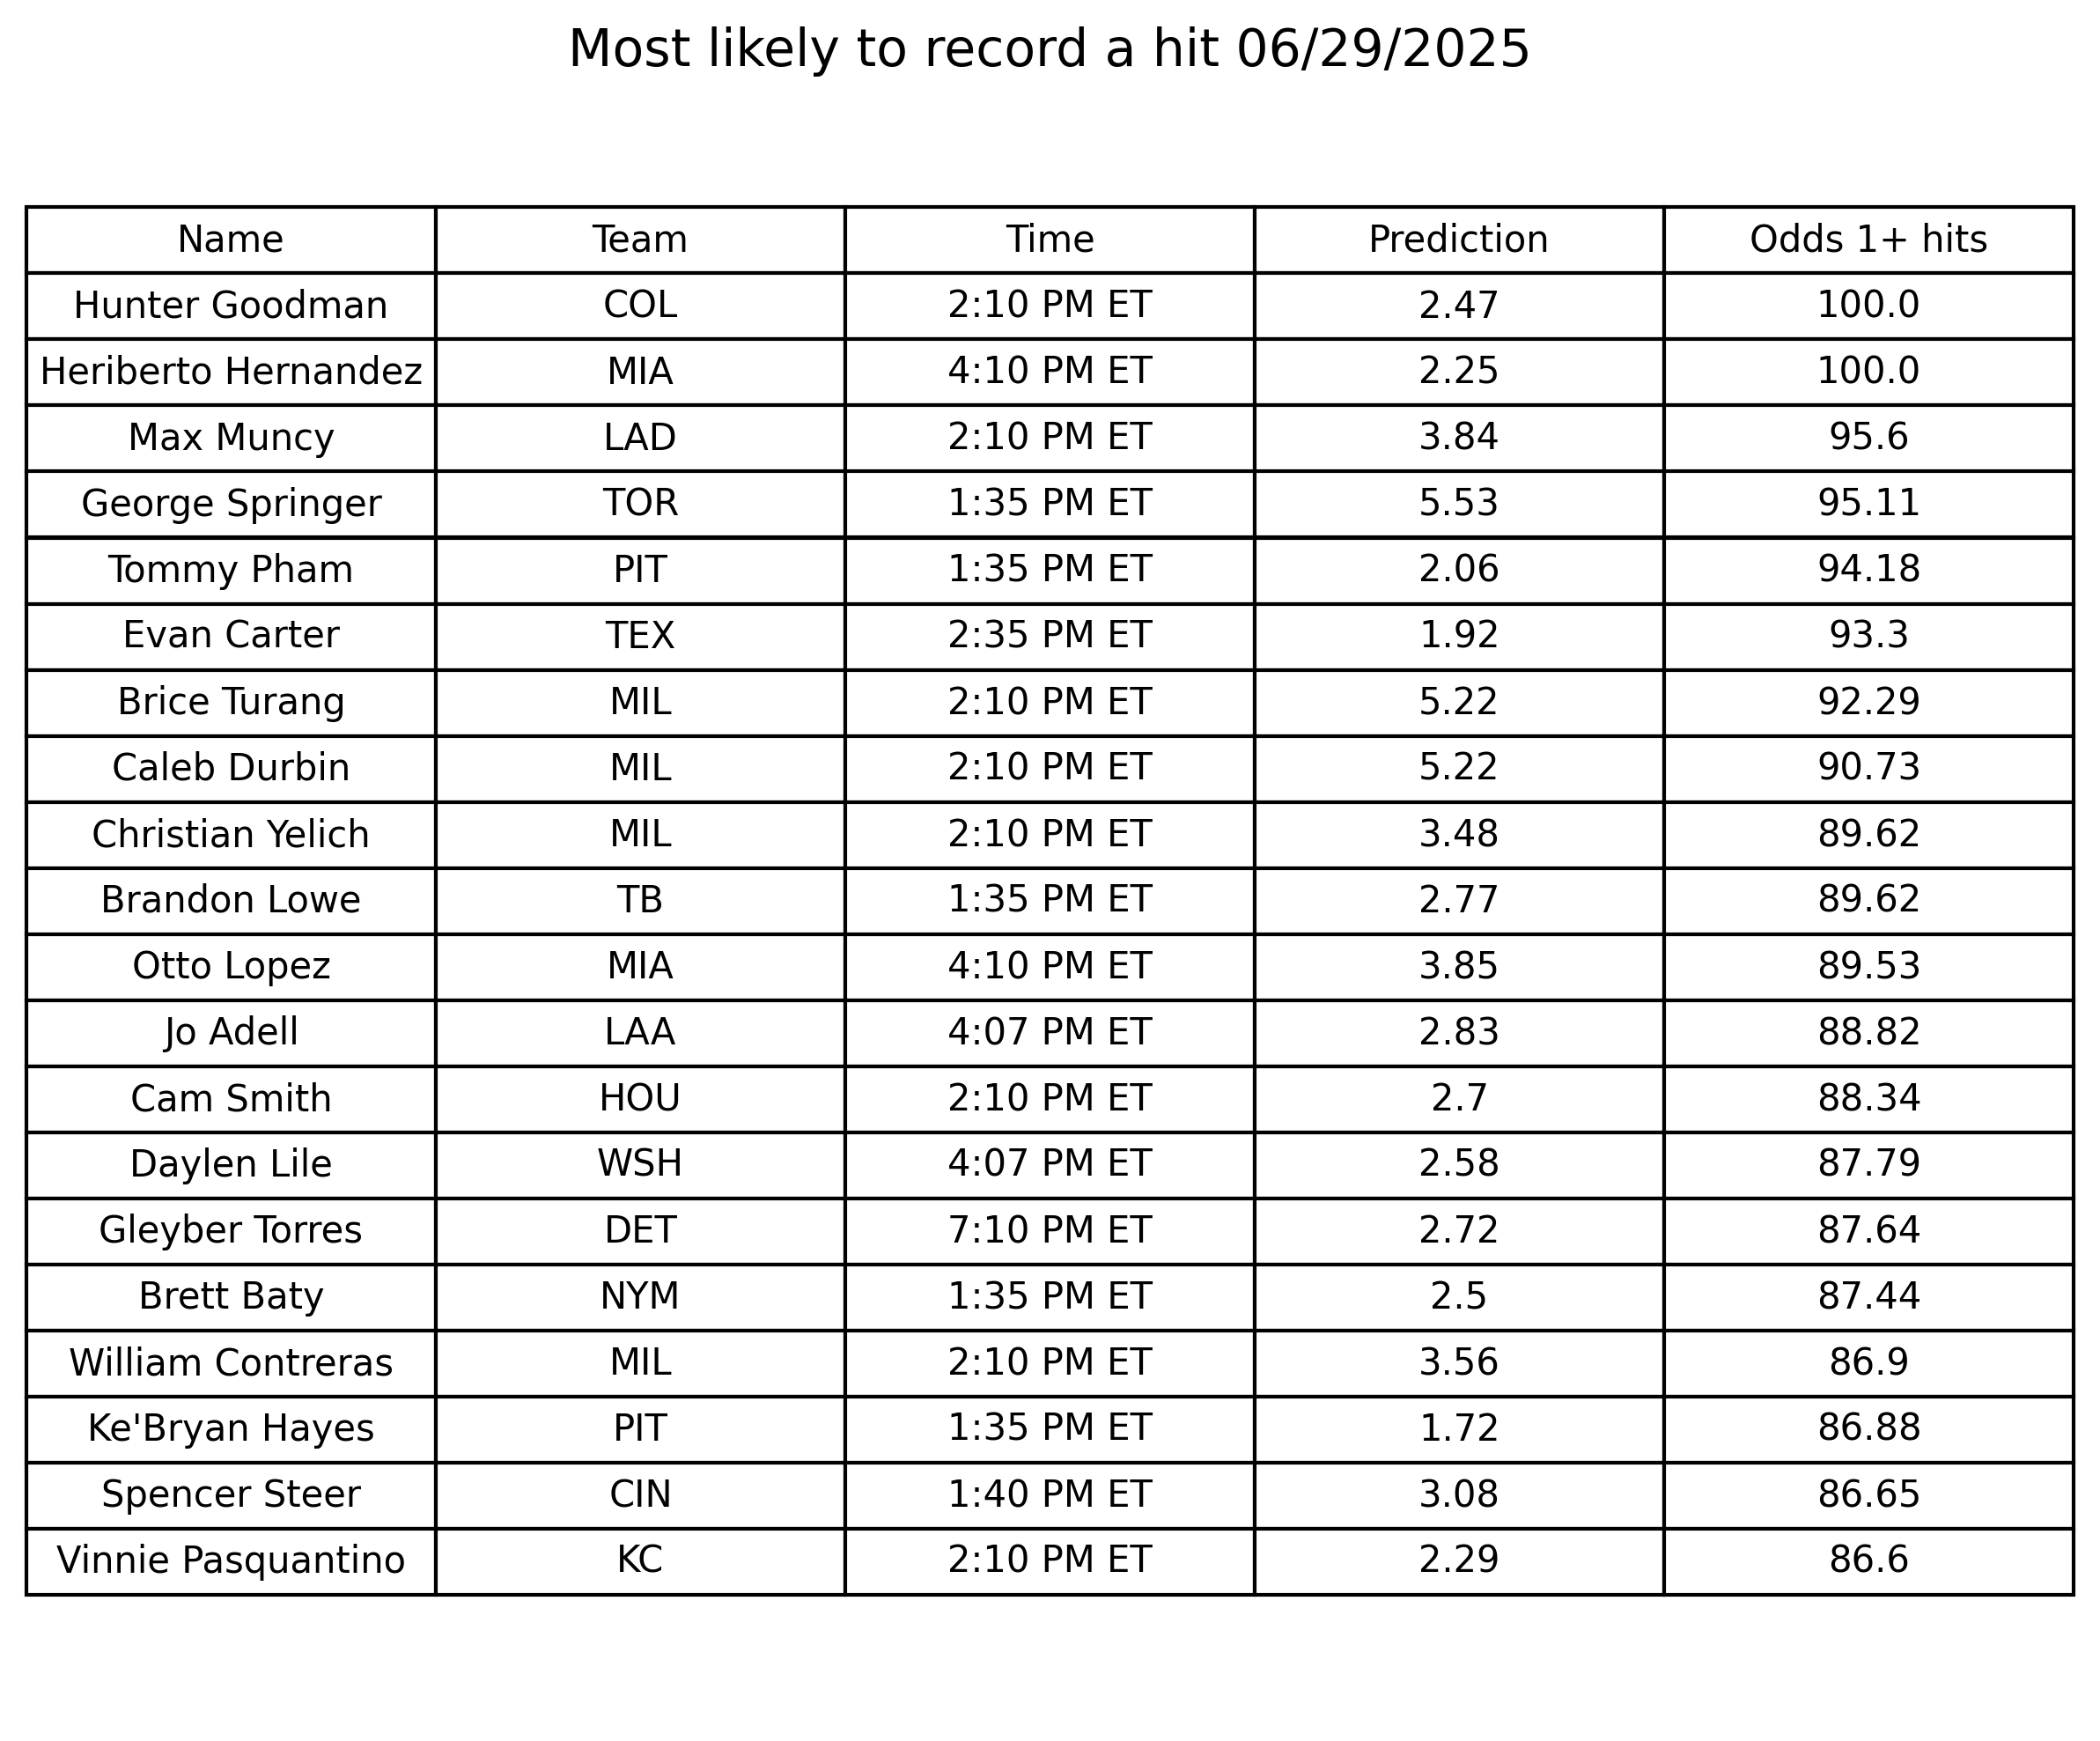 Most likely to record a hit 06/29/2025
Name Team Time Prediction Odds 1+ hits
Hunter Goodman COL 2:10 PM ET 2.47 100.0
Heriberto Hernandez MIA 4:10 PM ET 2.25 100.0
Max Muncy LAD 2:10 PM ET 3.84 95.6
George Springer TOR 1:35 PM ET 5.53 95.11
Tommy Pham PIT 1:35 PM ET 2.06 94.18
Evan Carter TEX 2:35 PM ET 1.92 93.3
Brice Turang MIL 2:10 PM ET 5.22 92.29
Caleb Durbin MIL 2:10 PM ET 5.22 90.73
Christian Yelich MIL 2:10 PM ET 3.48 89.62
Brandon Lowe TB 1:35 PM ET 2.77 89.62
Otto Lopez MIA 4:10 PM ET 3.85 89.53
Jo Adell LAA 4:07 PM ET 2.83 88.82
Cam Smith HOU 2:10 PM ET 2.7 88.34
Daylen Lile WSH 4:07 PM ET 2.58 87.79
Gleyber Torres DET 7:10 PM ET 2.72 87.64
Brett Baty NYM 1:35 PM ET 2.5 87.44
William Contreras MIL 2:10 PM ET 3.56 86.9
Ke'Bryan Hayes PIT 1:35 PM ET 1.72 86.88
Spencer Steer CIN 1:40 PM ET 3.08 86.65
Vinnie Pasquantino KC 2:10 PM ET 2.29 86.6